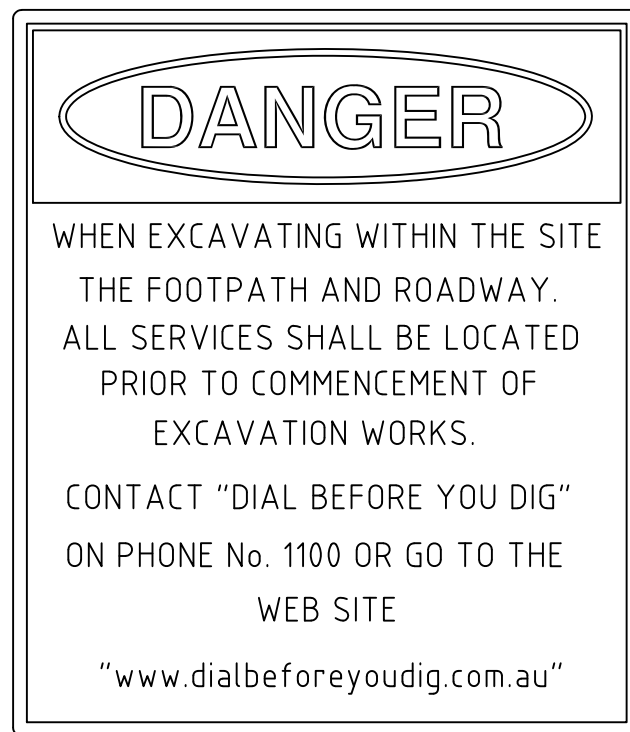 DANGER
WHEN EXCAVATING WITHIN THE SITE
THE FOOTPATH AND ROADWAY.
ALL SERVICES SHALL BE LOCATED
PRIOR TO COMMENCEMENT OF
EXCAVATION WORKS.
CONTACT "DIAL BEFORE YOU DIG"
ON PHONE No. 1100 OR GO TO THE
WEB SITE
"www.dialbeforeyoudig.com.au"